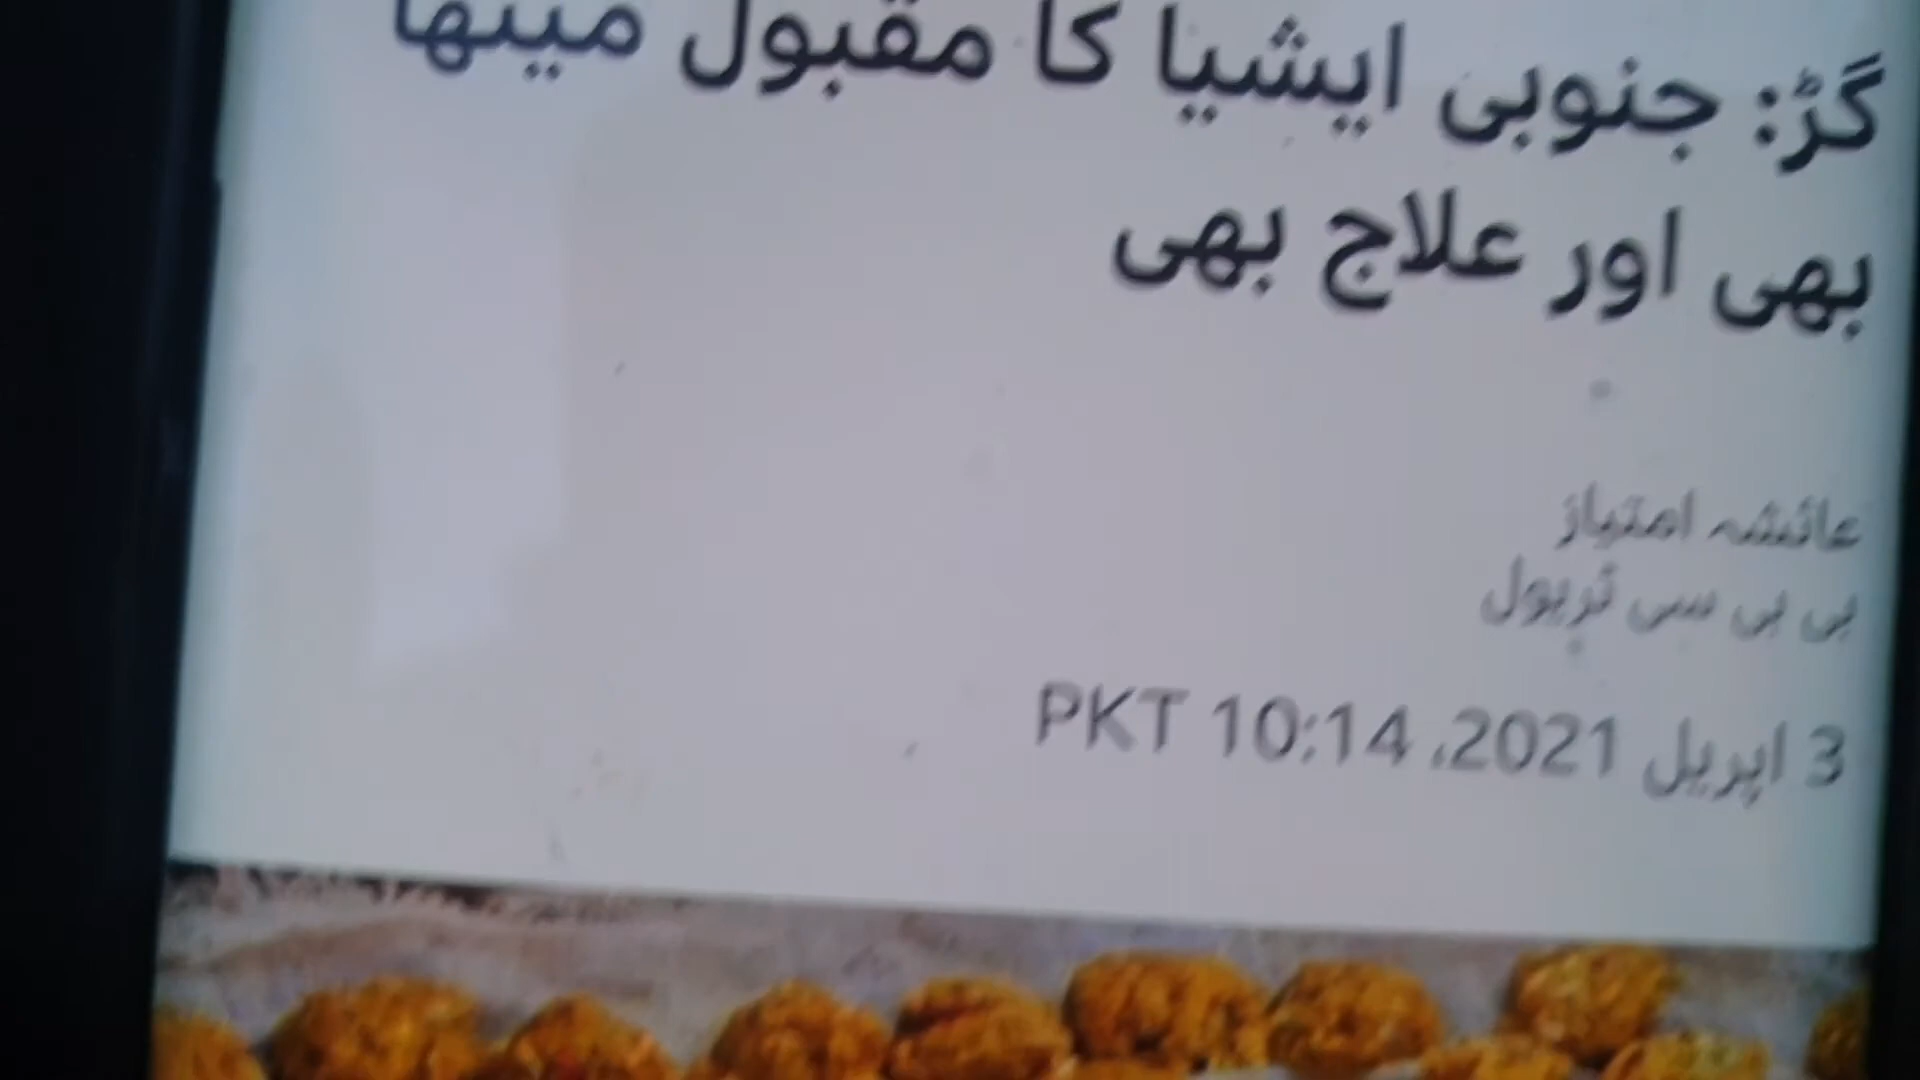 گڑ: جنوبی ایشیا کا مقبول میٹھا
بھی اور علاج بھی
عائشہ امتیاز
بی بی سی ٹریول
3 اپريل 2021، 10:14 PKT